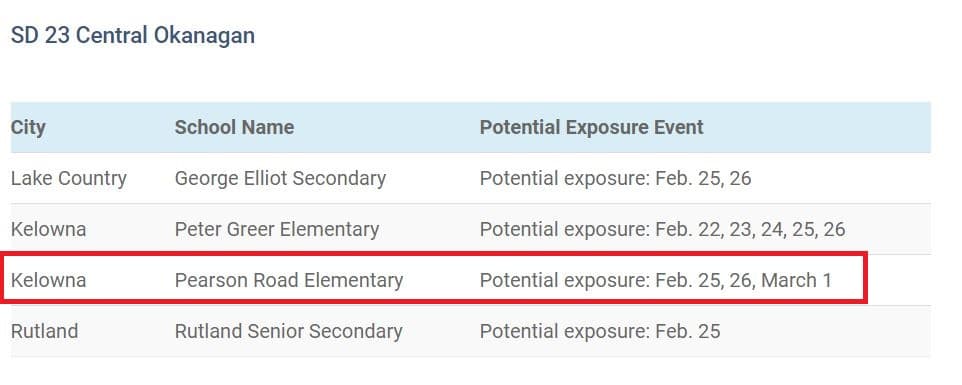 SD 23 Central Okanagan
City School Name Potential Exposure Event
Lake Country George Elliot Secondary Potential exposure: Feb. 25, 26
Kelowna Peter Greer Elementary Potential exposure: Feb. 22, 23, 24, 25, 26
Kelowna Pearson Road Elementary Potential exposure: Feb. 25, 26, March 1
Rutland Rutland Senior Secondary Potential exposure: Feb. 25